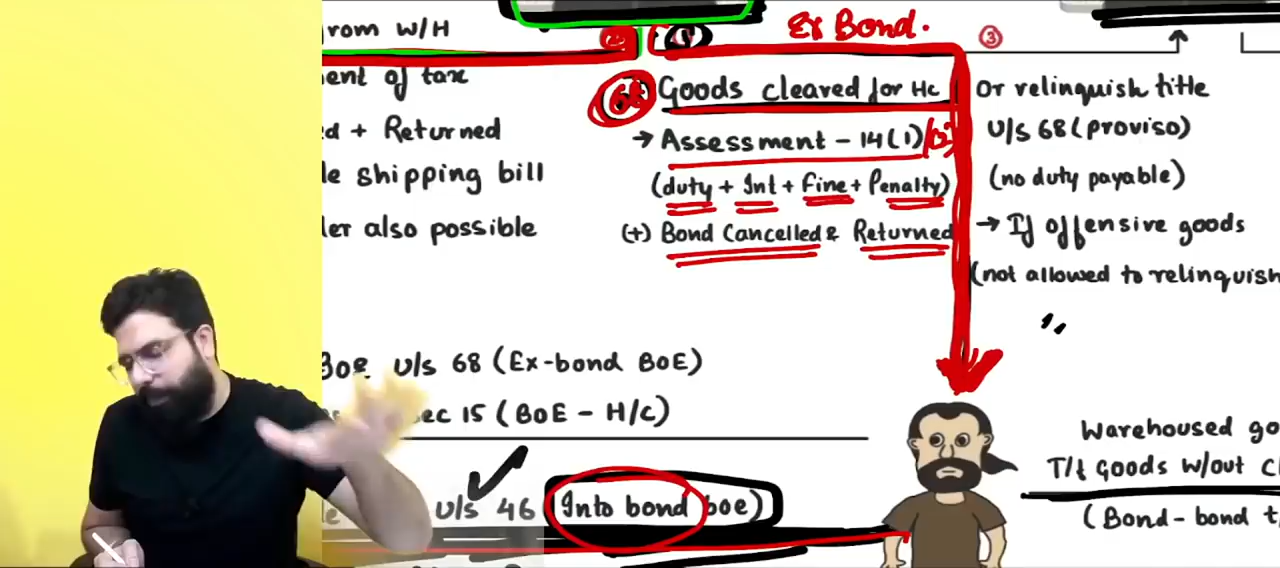 rom W/H
ent of tax
d + Returned
le shipping bill
er also possible
Ex Bond.
68 Goods cleared for Hc
→ Assessment - 14(1)/
(duty + Int + Fine + Penalty)
(+) Bond Cancelled & Returned
3
Or relinquish title
U/s 68 (Proviso)
(no duty payable)
→ If offensive goods
(not allowed to relinquish
BOE U/s 68 (Ex-bond BOE)
sec 15 (BOE - H/c)
U/s 46 (Into bond boe)
Warehoused go
T/t Goods w/out cl
(Bond - bond t